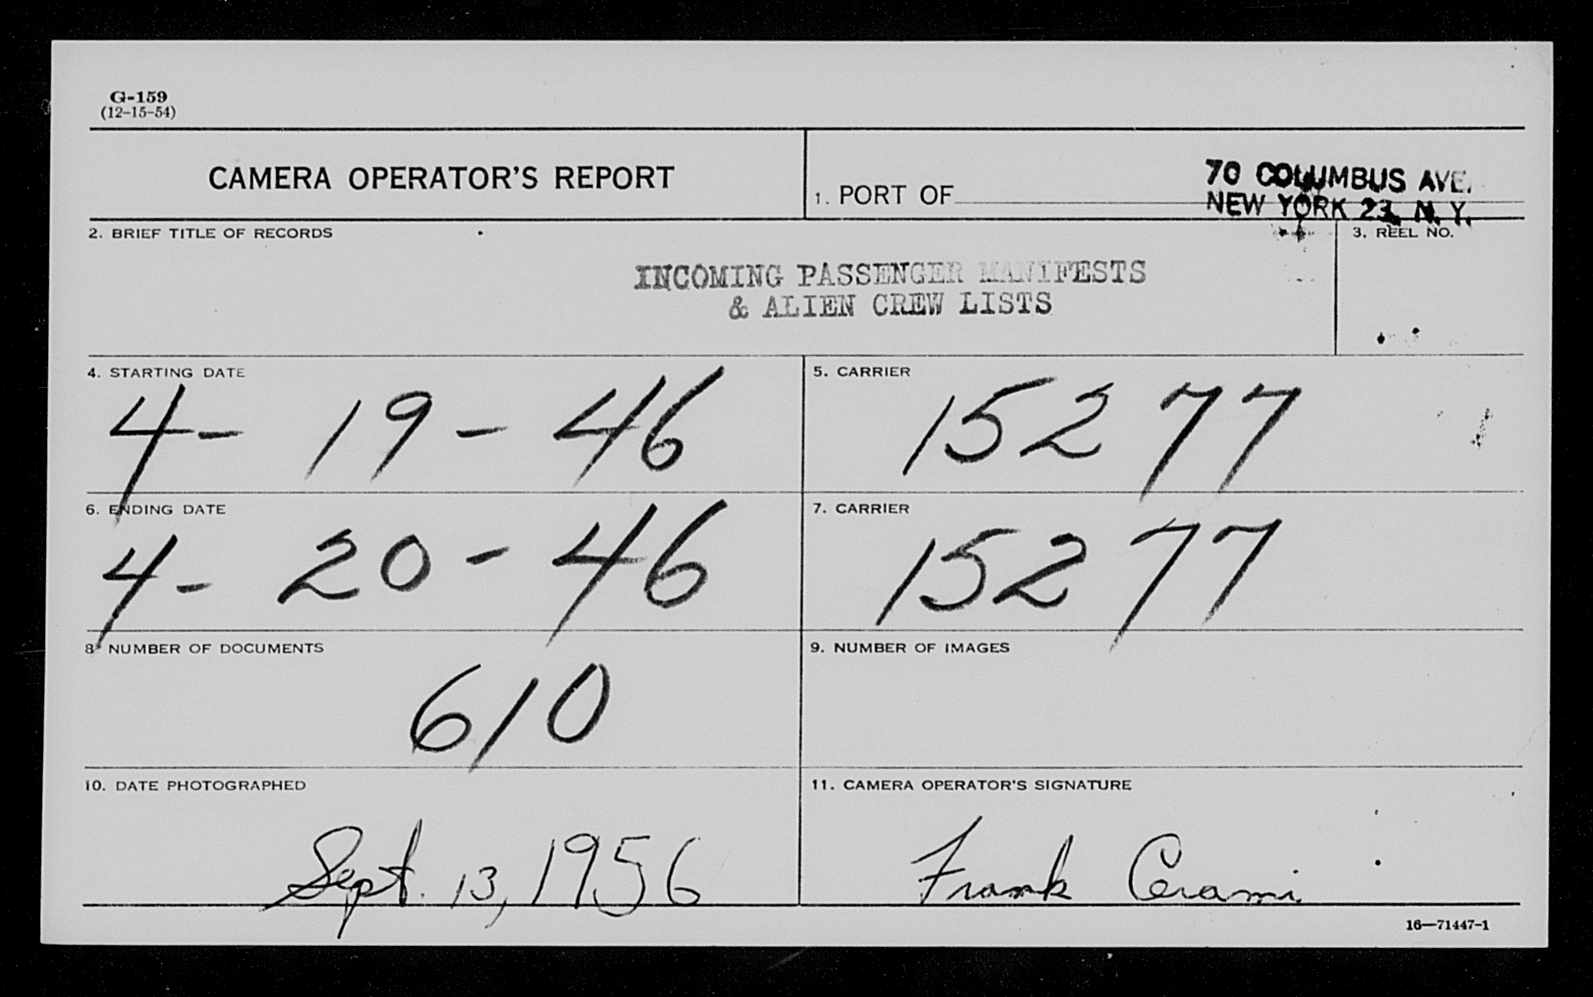 G-159
(12-15-54)
CAMERA OPERATOR'S REPORT
1. PORT OF
70 COLUMBUS AVE.
NEW YORK 23, N. Y.
2. BRIEF TITLE OF RECORDS
3. REEL NO.
INCOMING PASSENGER MANIFESTS
& ALIEN CREW LISTS
4. STARTING DATE
4- 19-46
5. CARRIER
15277
6. ENDING DATE
4- 20-46
7. CARRIER
15277
8. NUMBER OF DOCUMENTS
610
9. NUMBER OF IMAGES
10. DATE PHOTOGRAPHED
Sept. 13, 1956
11. CAMERA OPERATOR'S SIGNATURE
Frank Cerami
16—71447-1